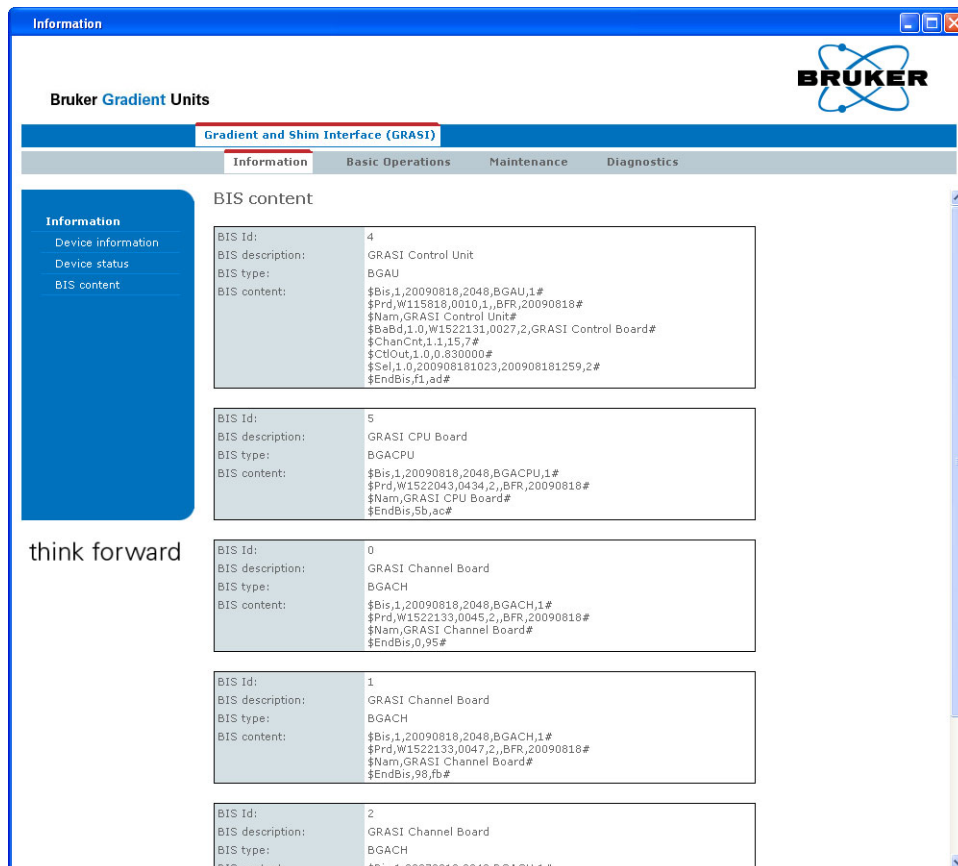 Information
BRUKER
Bruker Gradient Units
Gradient and Shim Interface (GRASI)
Information Basic Operations Maintenance Diagnostics
Information
Device information
Device status
BIS content
think forward
BIS content
BIS Id: 4
BIS description: GRASI Control Unit
BIS type: BGAU
BIS content: $Bis,1,20090818,2048,BGAU,1#
$Prd,W115818,0010,1,,BFR,20090818#
$Nam,GRASI Control Unit#
$BaBd,1.0,W1522131,0027,2,GRASI Control Board#
$ChanCnt,1.1,15,7#
$CtlOut,1.0,0.830000#
$Sel,1.0,200908181023,200908181259,2#
$EndBis,f1,ad#
BIS Id: 5
BIS description: GRASI CPU Board
BIS type: BGACPU
BIS content: $Bis,1,20090818,2048,BGACPU,1#
$Prd,W1522043,0434,2,,BFR,20090818#
$Nam,GRASI CPU Board#
$EndBis,5b,ac#
BIS Id: 0
BIS description: GRASI Channel Board
BIS type: BGACH
BIS content: $Bis,1,20090818,2048,BGACH,1#
$Prd,W1522133,0045,2,,BFR,20090818#
$Nam,GRASI Channel Board#
$EndBis,0,95#
BIS Id: 1
BIS description: GRASI Channel Board
BIS type: BGACH
BIS content: $Bis,1,20090818,2048,BGACH,1#
$Prd,W1522133,0047,2,,BFR,20090818#
$Nam,GRASI Channel Board#
$EndBis,98,fb#
BIS Id: 2
BIS description: GRASI Channel Board
BIS type: BGACH